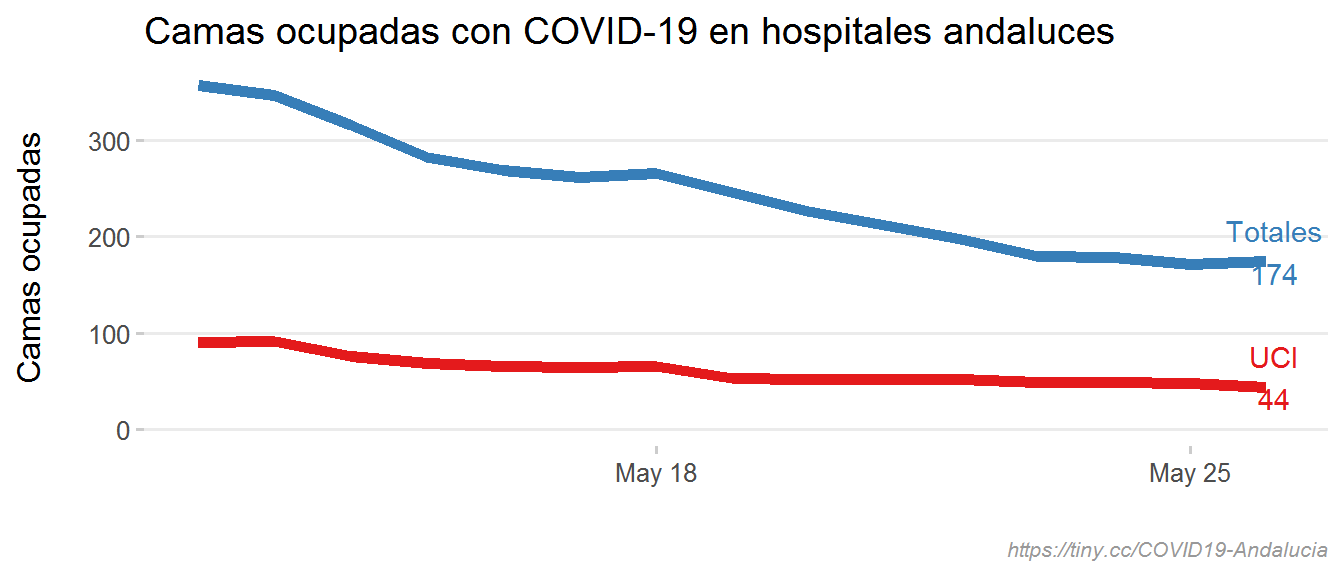 Camas ocupadas con COVID-19 en hospitales andaluces
Camas ocupadas
300
200
100
0
Totales
174
UCI
44
May 18
May 25
https://tiny.cc/COVID19-Andalucia